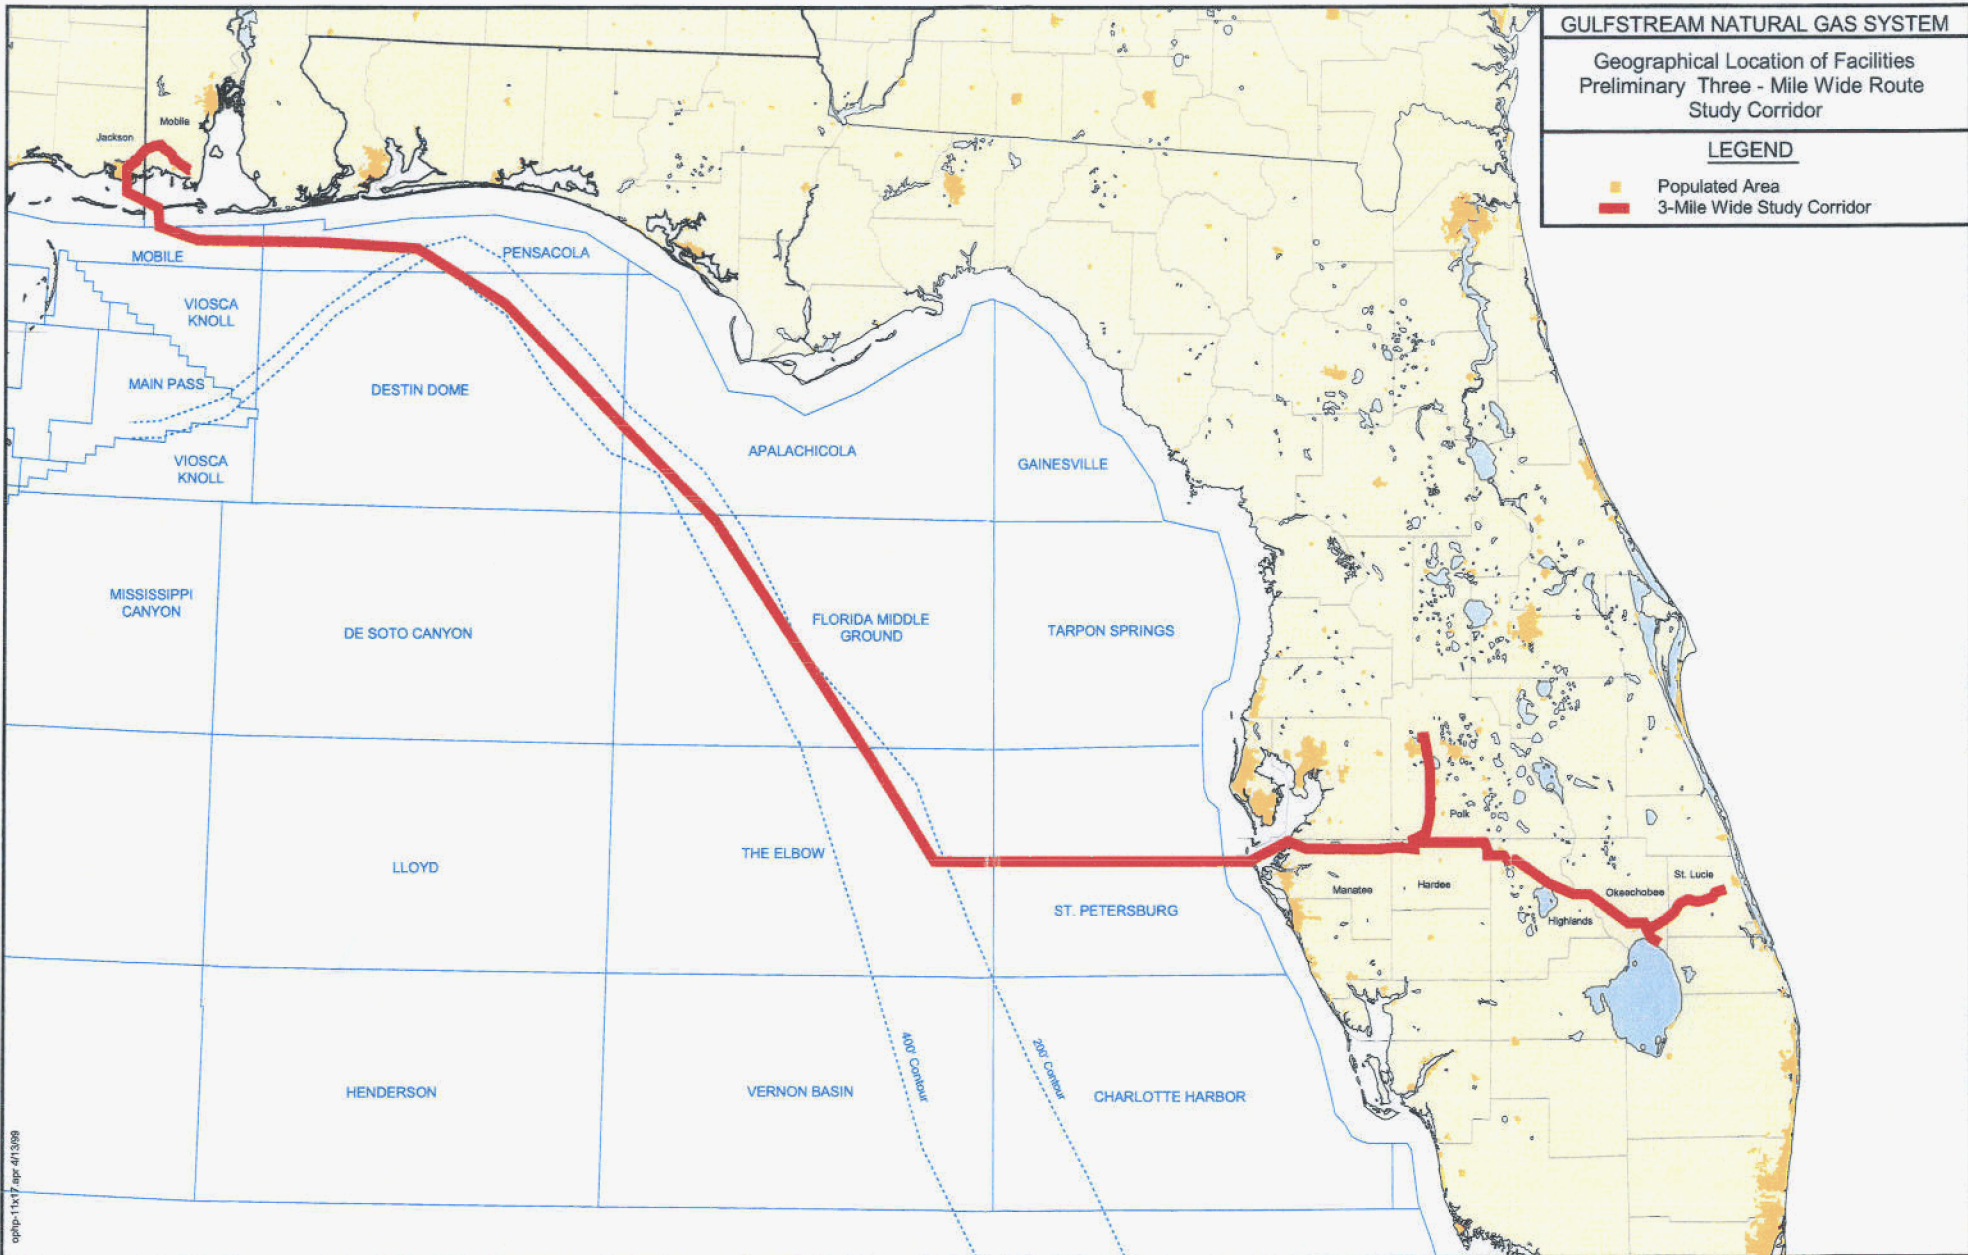 GULFSTREAM NATURAL GAS SYSTEM
Geographical Location of Facilities
Preliminary Three - Mile Wide Route
Study Corridor
LEGEND
Populated Area
3-Mile Wide Study Corridor
Jackson
Mobile
MOBILE
PENSACOLA
VIOSCA
KNOLL
MAIN PASS
DESTIN DOME
VIOSCA
KNOLL
APALACHICOLA
GAINESVILLE
MISSISSIPPI
CANYON
DE SOTO CANYON
FLORIDA MIDDLE
GROUND
TARPON SPRINGS
LLOYD
THE ELBOW
ST. PETERSBURG
Polk
Manatee
Hardee
Highlands
Okeechobee
St. Lucie
HENDERSON
VERNON BASIN
CHARLOTTE HARBOR
400' Contour
200' Contour
ophp-11x17.apr 4/13/99